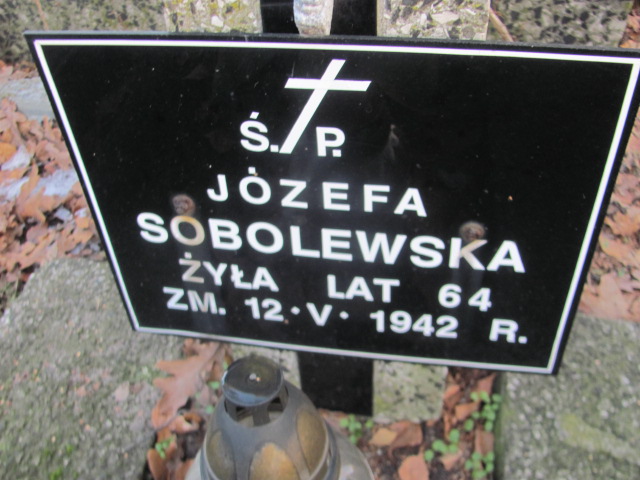 Ś. P.
JÓZEFA
SOBOLEWSKA
ŻYŁA LAT 64
ZM. 12·V· 1942 R.